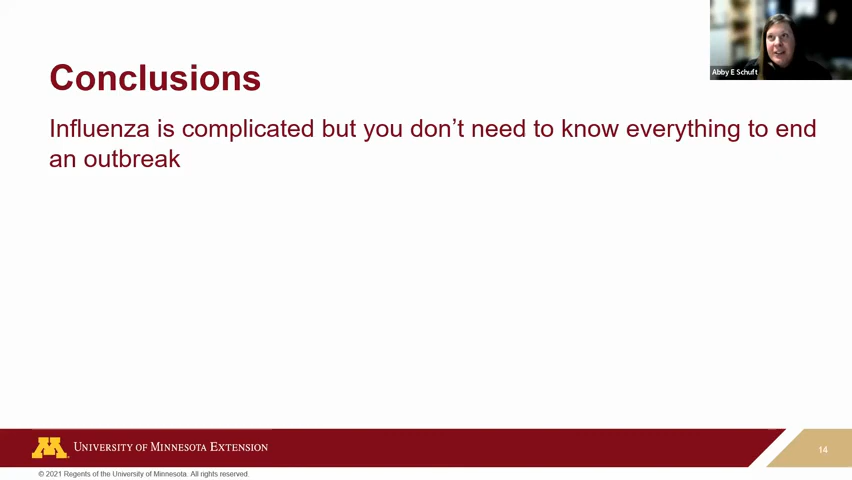 Abby E Schuft
Conclusions
Influenza is complicated but you don’t need to know everything to end
an outbreak
UNIVERSITY OF MINNESOTA EXTENSION
14
© 2021 Regents of the University of Minnesota. All rights reserved.